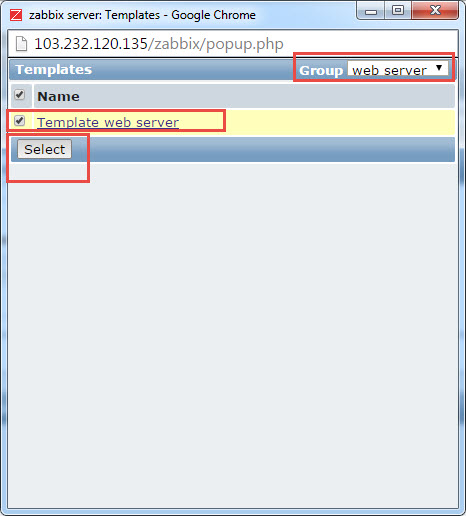 zabbix server: Templates - Google Chrome
103.232.120.135/zabbix/popup.php
Templates Group web server
Name
Template web server
Select